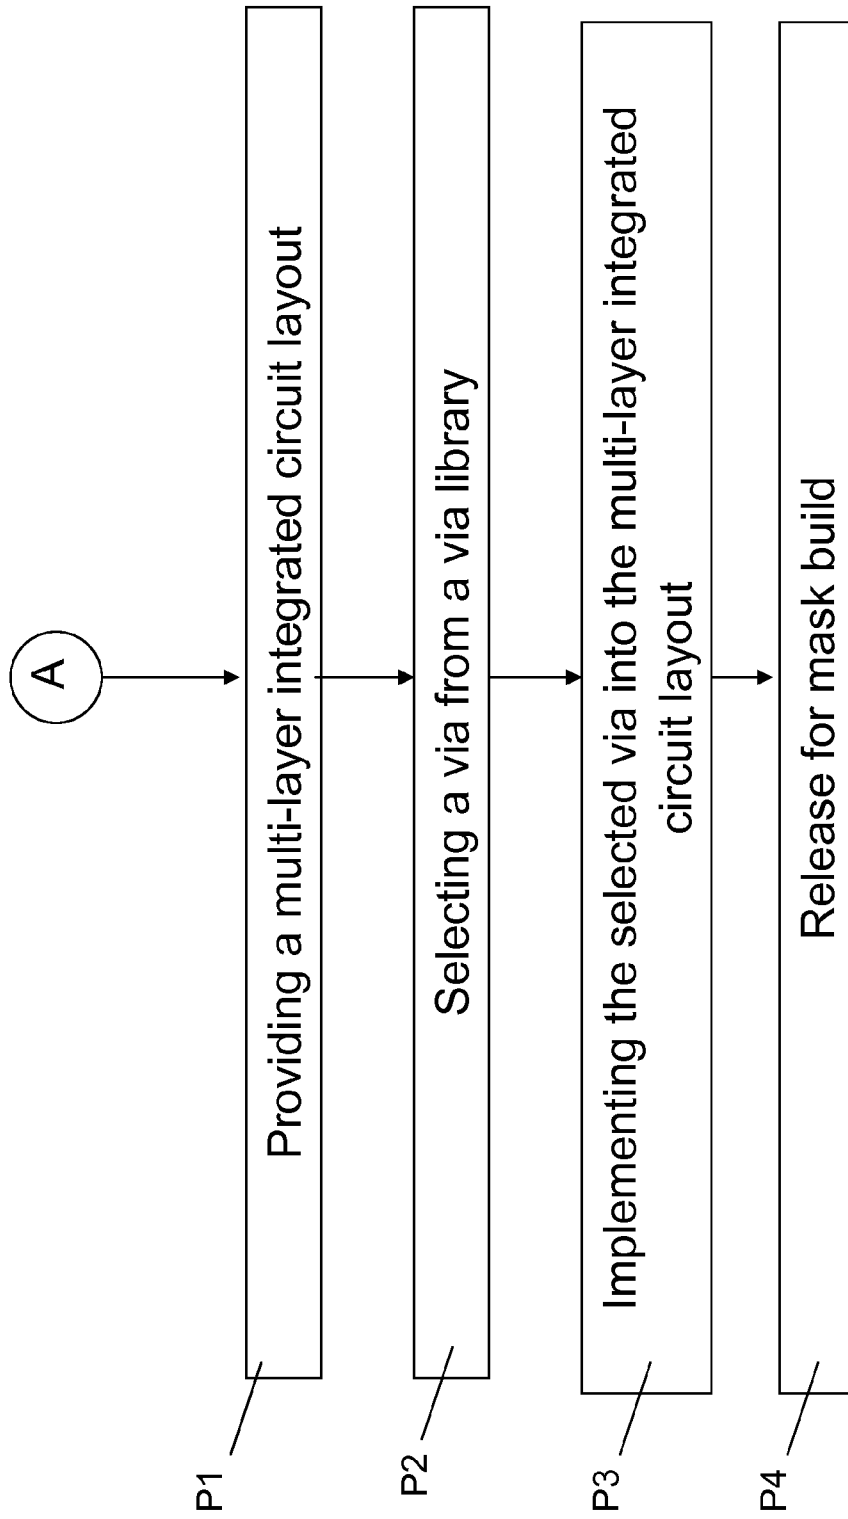 A
P1
Providing a multi-layer integrated circuit layout
P2
Selecting a via from a via library
P3
Implementing the selected via into the multi-layer integrated
circuit layout
P4
Release for mask build